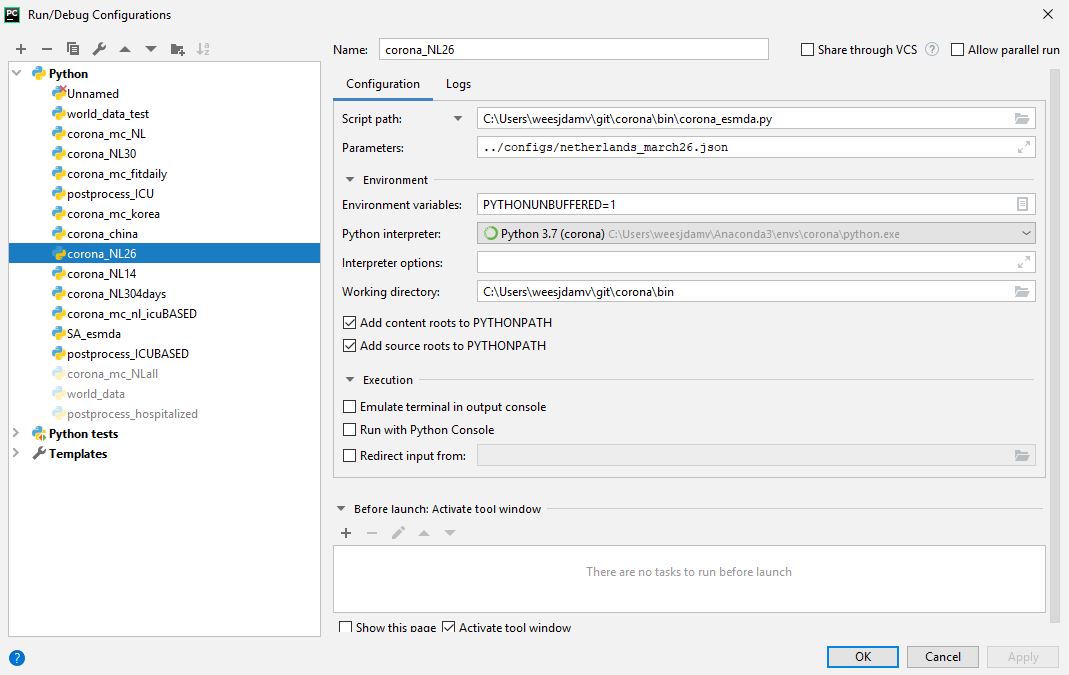 PC Run/Debug Configurations
Name: corona_NL26 Share through VCS ? Allow parallel run
Python
Unnamed
world_data_test
corona_mc_NL
corona_NL30
corona_mc_fitdaily
postprocess_ICU
corona_mc_korea
corona_china
corona_NL26
corona_NL14
corona_NL304days
corona_mc_nl_icuBASED
SA_esmda
postprocess_ICUBASED
corona_mc_NLall
world_data
postprocess_hospitalized
Python tests
Templates
Configuration Logs
Script path: C:\Users\weesjdamv\git\corona\bin\corona_esmda.py
Parameters: ../configs/netherlands_march26.json
Environment
Environment variables: PYTHONUNBUFFERED=1
Python interpreter: Python 3.7 (corona) C:\Users\weesjdamv\Anaconda3\envs\corona\python.exe
Interpreter options:
Working directory: C:\Users\weesjdamv\git\corona\bin
Add content roots to PYTHONPATH
Add source roots to PYTHONPATH
Execution
Emulate terminal in output console
Run with Python Console
Redirect input from:
Before launch: Activate tool window
There are no tasks to run before launch
Show this page Activate tool window
? OK Cancel Apply